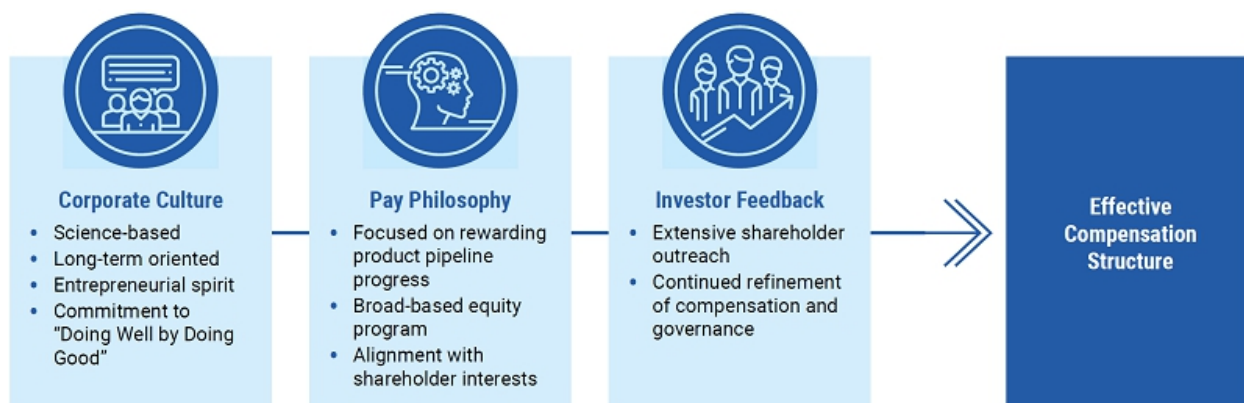 Corporate Culture
• Science-based
• Long-term oriented
• Entrepreneurial spirit
• Commitment to
“Doing Well by Doing
Good”
Pay Philosophy
• Focused on rewarding
product pipeline
progress
• Broad-based equity
program
• Alignment with
shareholder interests
Investor Feedback
• Extensive shareholder
outreach
• Continued refinement
of compensation and
governance
Effective
Compensation
Structure